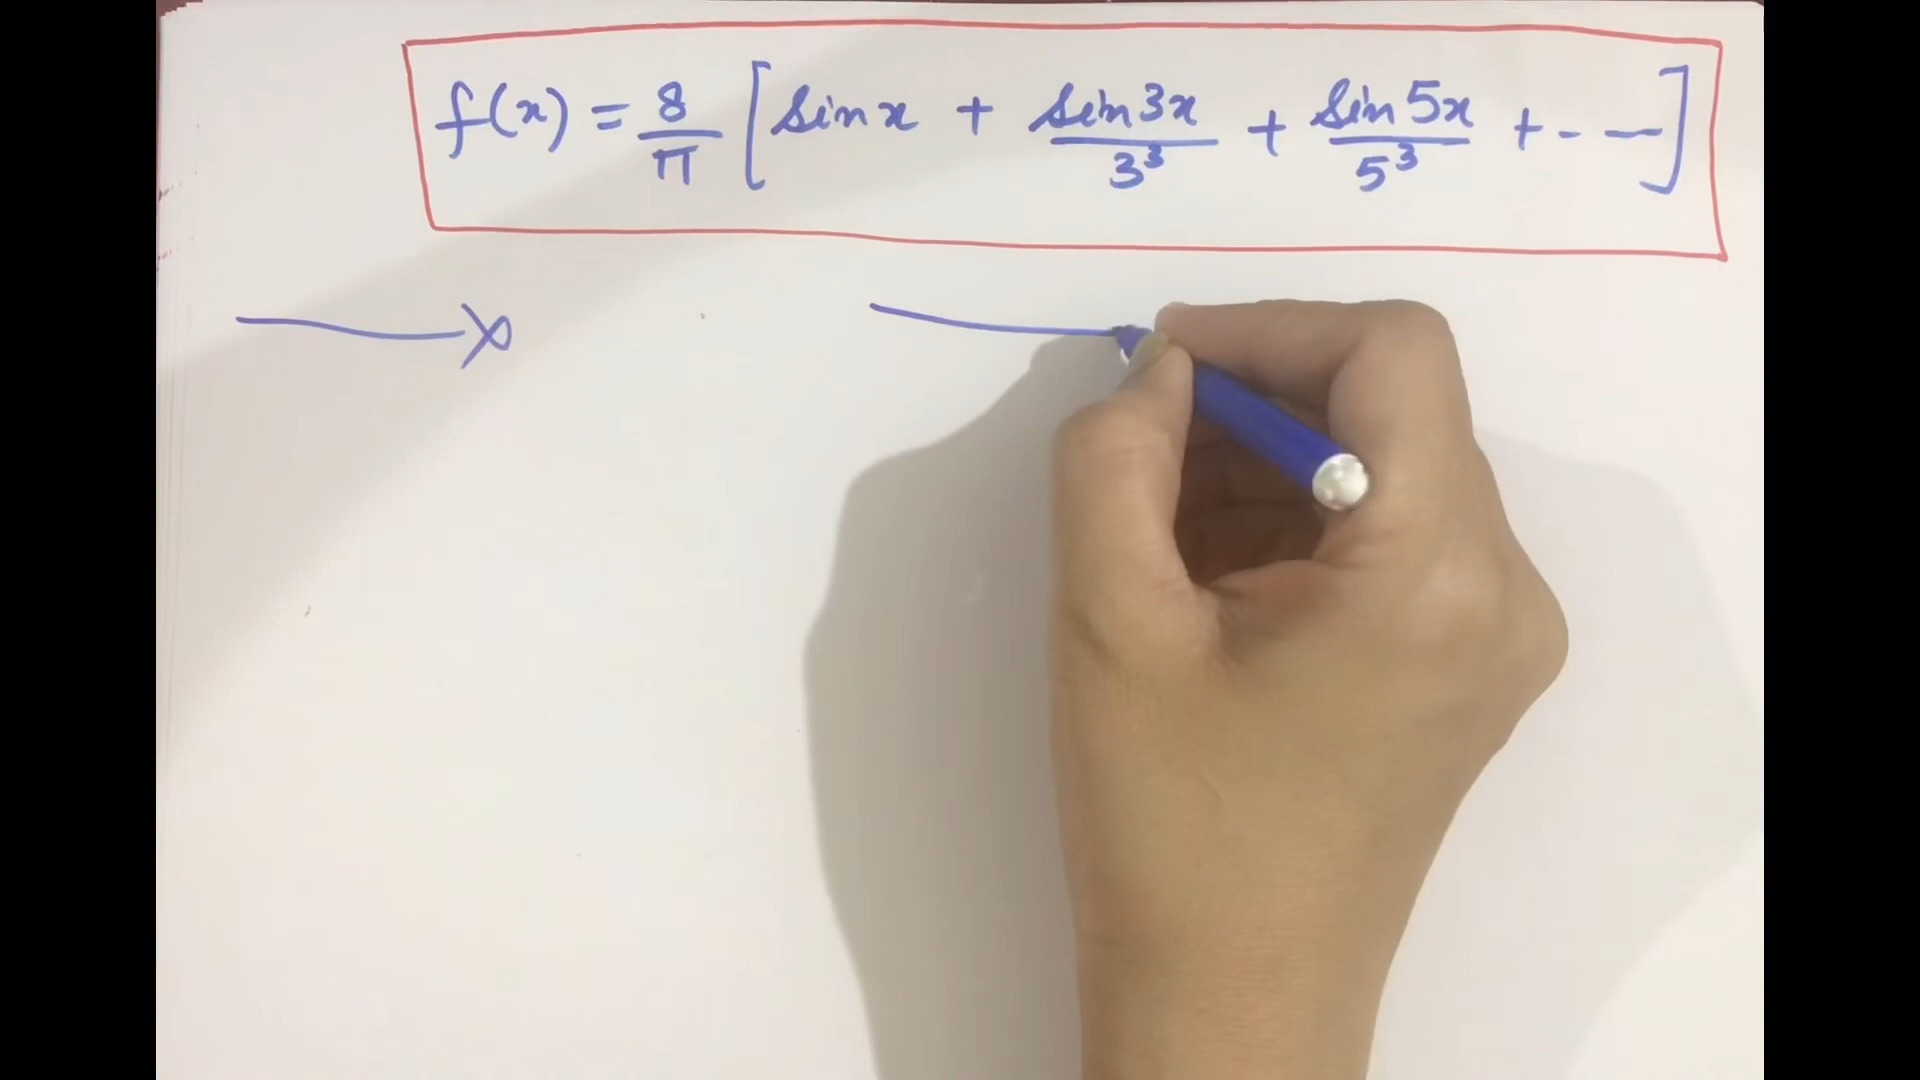 f(x) = 8/π [sin x + sin 3x/3³ + sin 5x/5³ + - —]